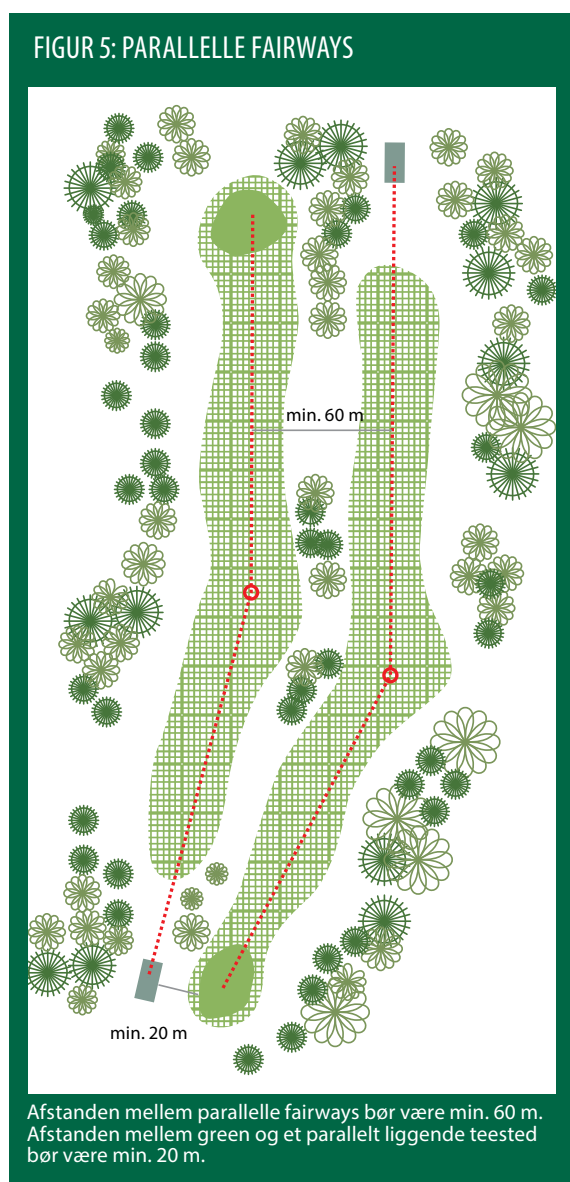 FIGUR 5: PARALLELLE FAIRWAYS
min. 60 m
min. 20 m
Afstanden mellem parallelle fairways bør være min. 60 m.
Afstanden mellem green og et parallelt liggende teested
bør være min. 20 m.